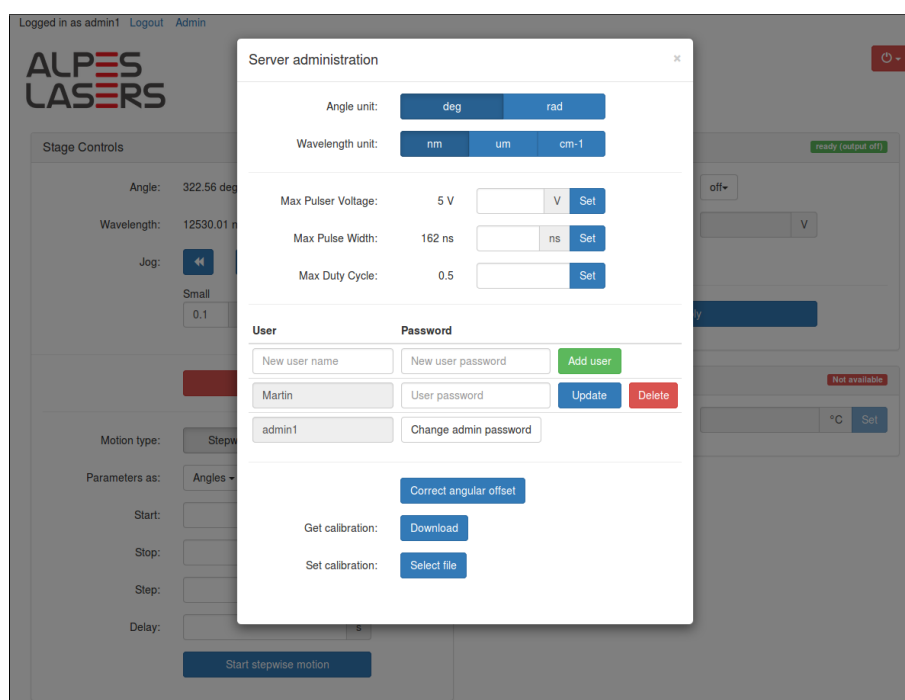 Logged in as admin1 Logout Admin
ALPES
LASERS
Server administration ×
Angle unit: deg rad
Wavelength unit: nm um cm-1
Stage Controls
ready (output off)
Angle: 322.56 deg
off
Max Pulser Voltage: 5 V V Set
Wavelength: 12530.01
V
Max Pulse Width: 162 ns ns Set
Jog:
Max Duty Cycle: 0.5 Set
Small
0.1
User Password
New user name New user password Add user
Martin User password Update Delete
Not available
admin1 Change admin password
°C Set
Motion type:
Parameters as: Angles
Correct angular offset
Start:
Get calibration: Download
Stop:
Set calibration: Select file
Step:
Delay: s
Start stepwise motion